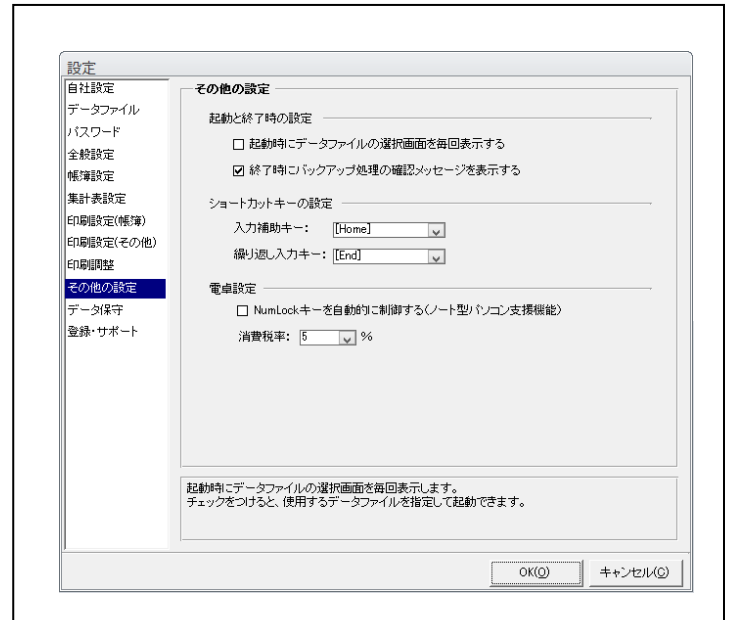 設定
自社設定
データファイル
パスワード
全般設定
帳簿設定
集計表設定
印刷設定(帳簿)
印刷設定(その他)
印刷調整
その他の設定
データ保守
登録・サポート
その他の設定
起動と終了時の設定
起動時にデータファイルの選択画面を毎回表示する
終了時にバックアップ処理の確認メッセージを表示する
ショートカットキーの設定
入力補助キー: [Home]
繰り返し入力キー: [End]
電卓設定
NumLockキーを自動的に制御する(ノート型パソコン支援機能)
消費税率: 5 %
起動時にデータファイルの選択画面を毎回表示します。
チェックをつけると、使用するデータファイルを指定して起動できます。
OK(O) キャンセル(C)